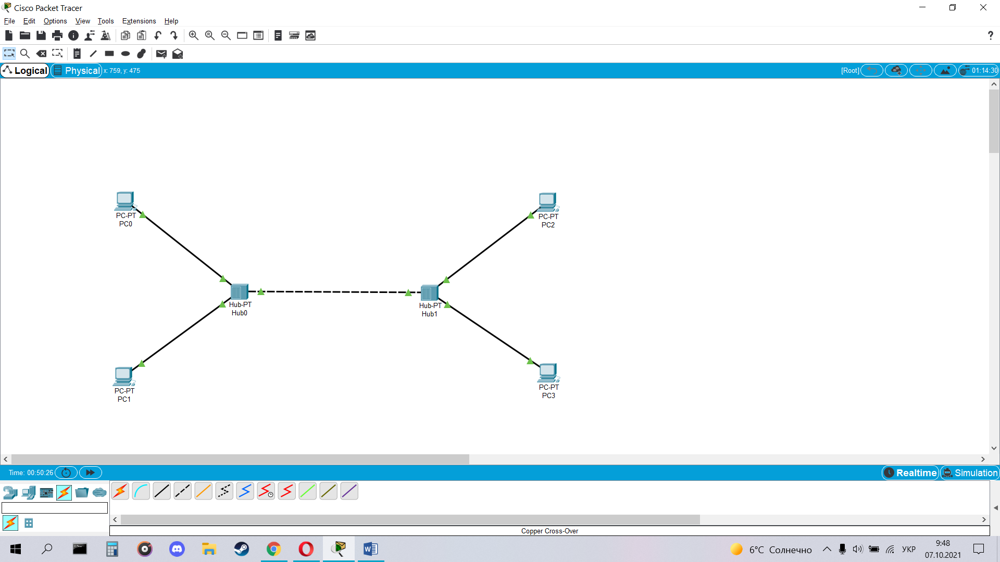 Cisco Packet Tracer
File Edit Options View Tools Extensions Help
?
Logical Physical x: 759, y: 475 [Root] 01:14:30
PC-PT
PC0
PC-PT
PC2
Hub-PT
Hub0
Hub-PT
Hub1
PC-PT
PC1
PC-PT
PC3
Time: 00:50:26 Realtime Simulation
Copper Cross-Over
6°C Солнечно УКР 9:48
07.10.2021